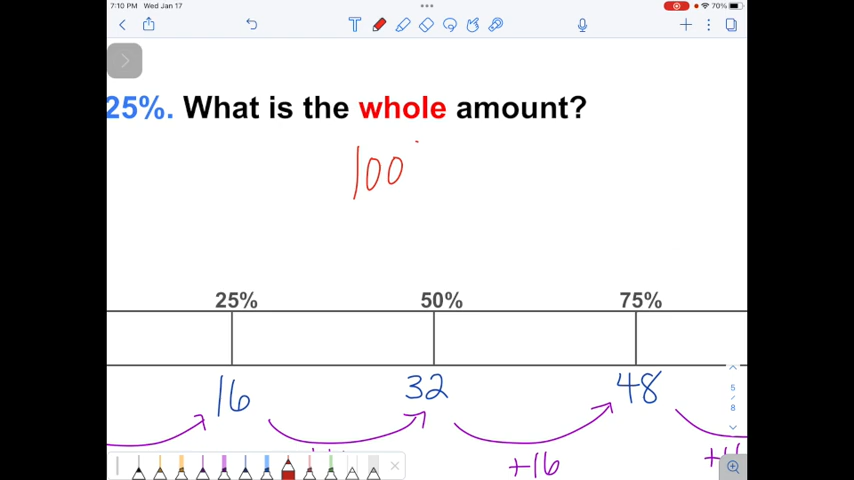 7:10 PM Wed Jan 17
70%
25%. What is the whole amount?
100
25% 50% 75%
16 32 48
5
/
8
+16